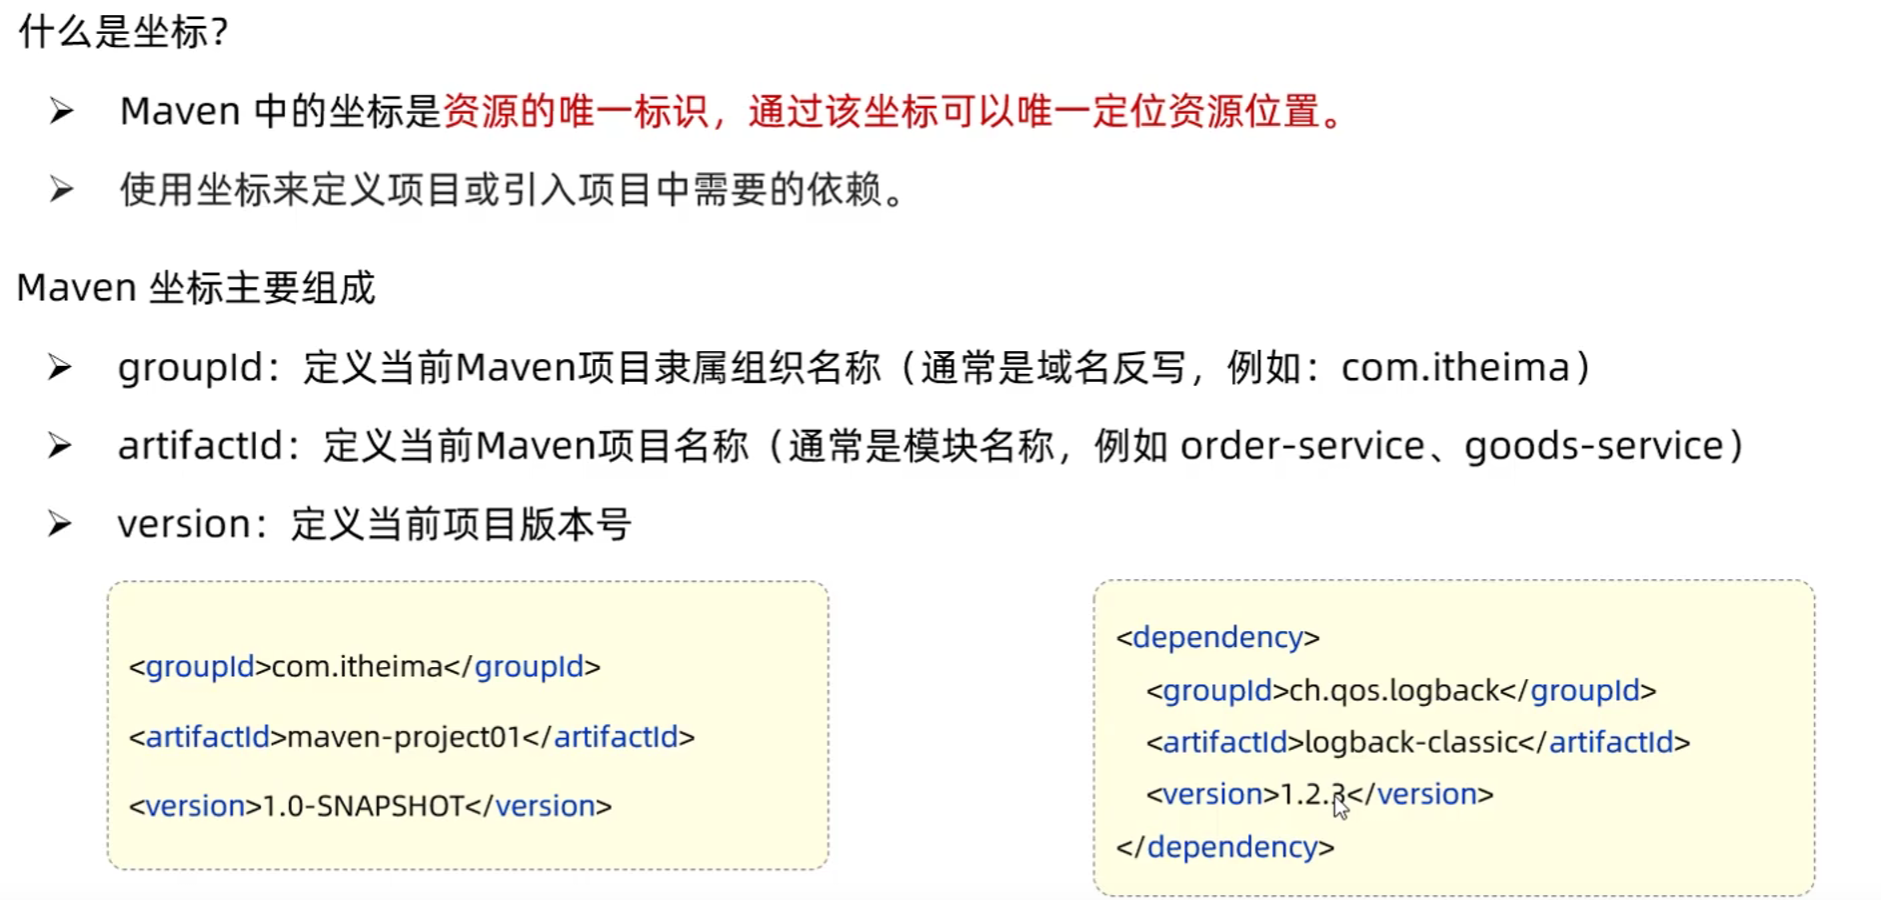 什么是坐标？
➢ Maven 中的坐标是资源的唯一标识，通过该坐标可以唯一定位资源位置。
➢ 使用坐标来定义项目或引入项目中需要的依赖。
Maven 坐标主要组成
➢ groupId：定义当前Maven项目隶属组织名称（通常是域名反写，例如：com.itheima）
➢ artifactId：定义当前Maven项目名称（通常是模块名称，例如 order-service、goods-service）
➢ version：定义当前项目版本号
<groupId>com.itheima</groupId>
<artifactId>maven-project01</artifactId>
<version>1.0-SNAPSHOT</version>
<dependency>
<groupId>ch.qos.logback</groupId>
<artifactId>logback-classic</artifactId>
<version>1.2.3</version>
</dependency>